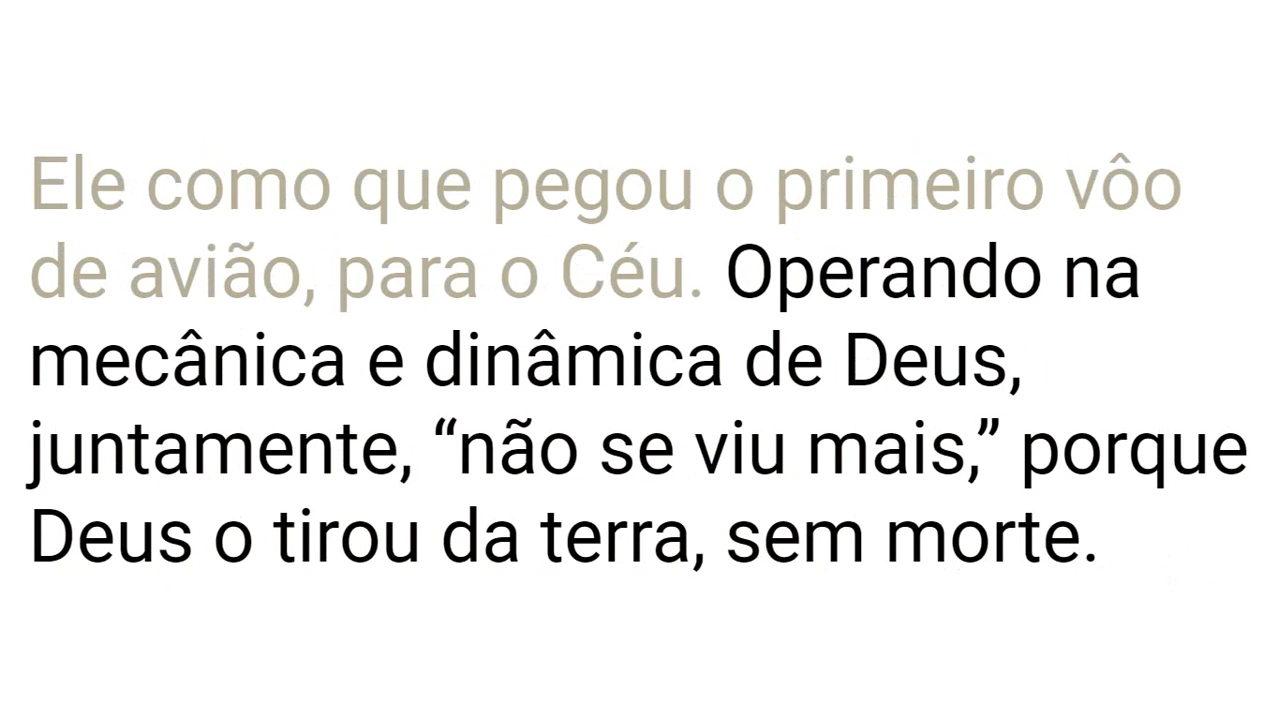 Ele como que pegou o primeiro vôo
de avião, para o Céu. Operando na
mecânica e dinâmica de Deus,
juntamente, “não se viu mais,” porque
Deus o tirou da terra, sem morte.